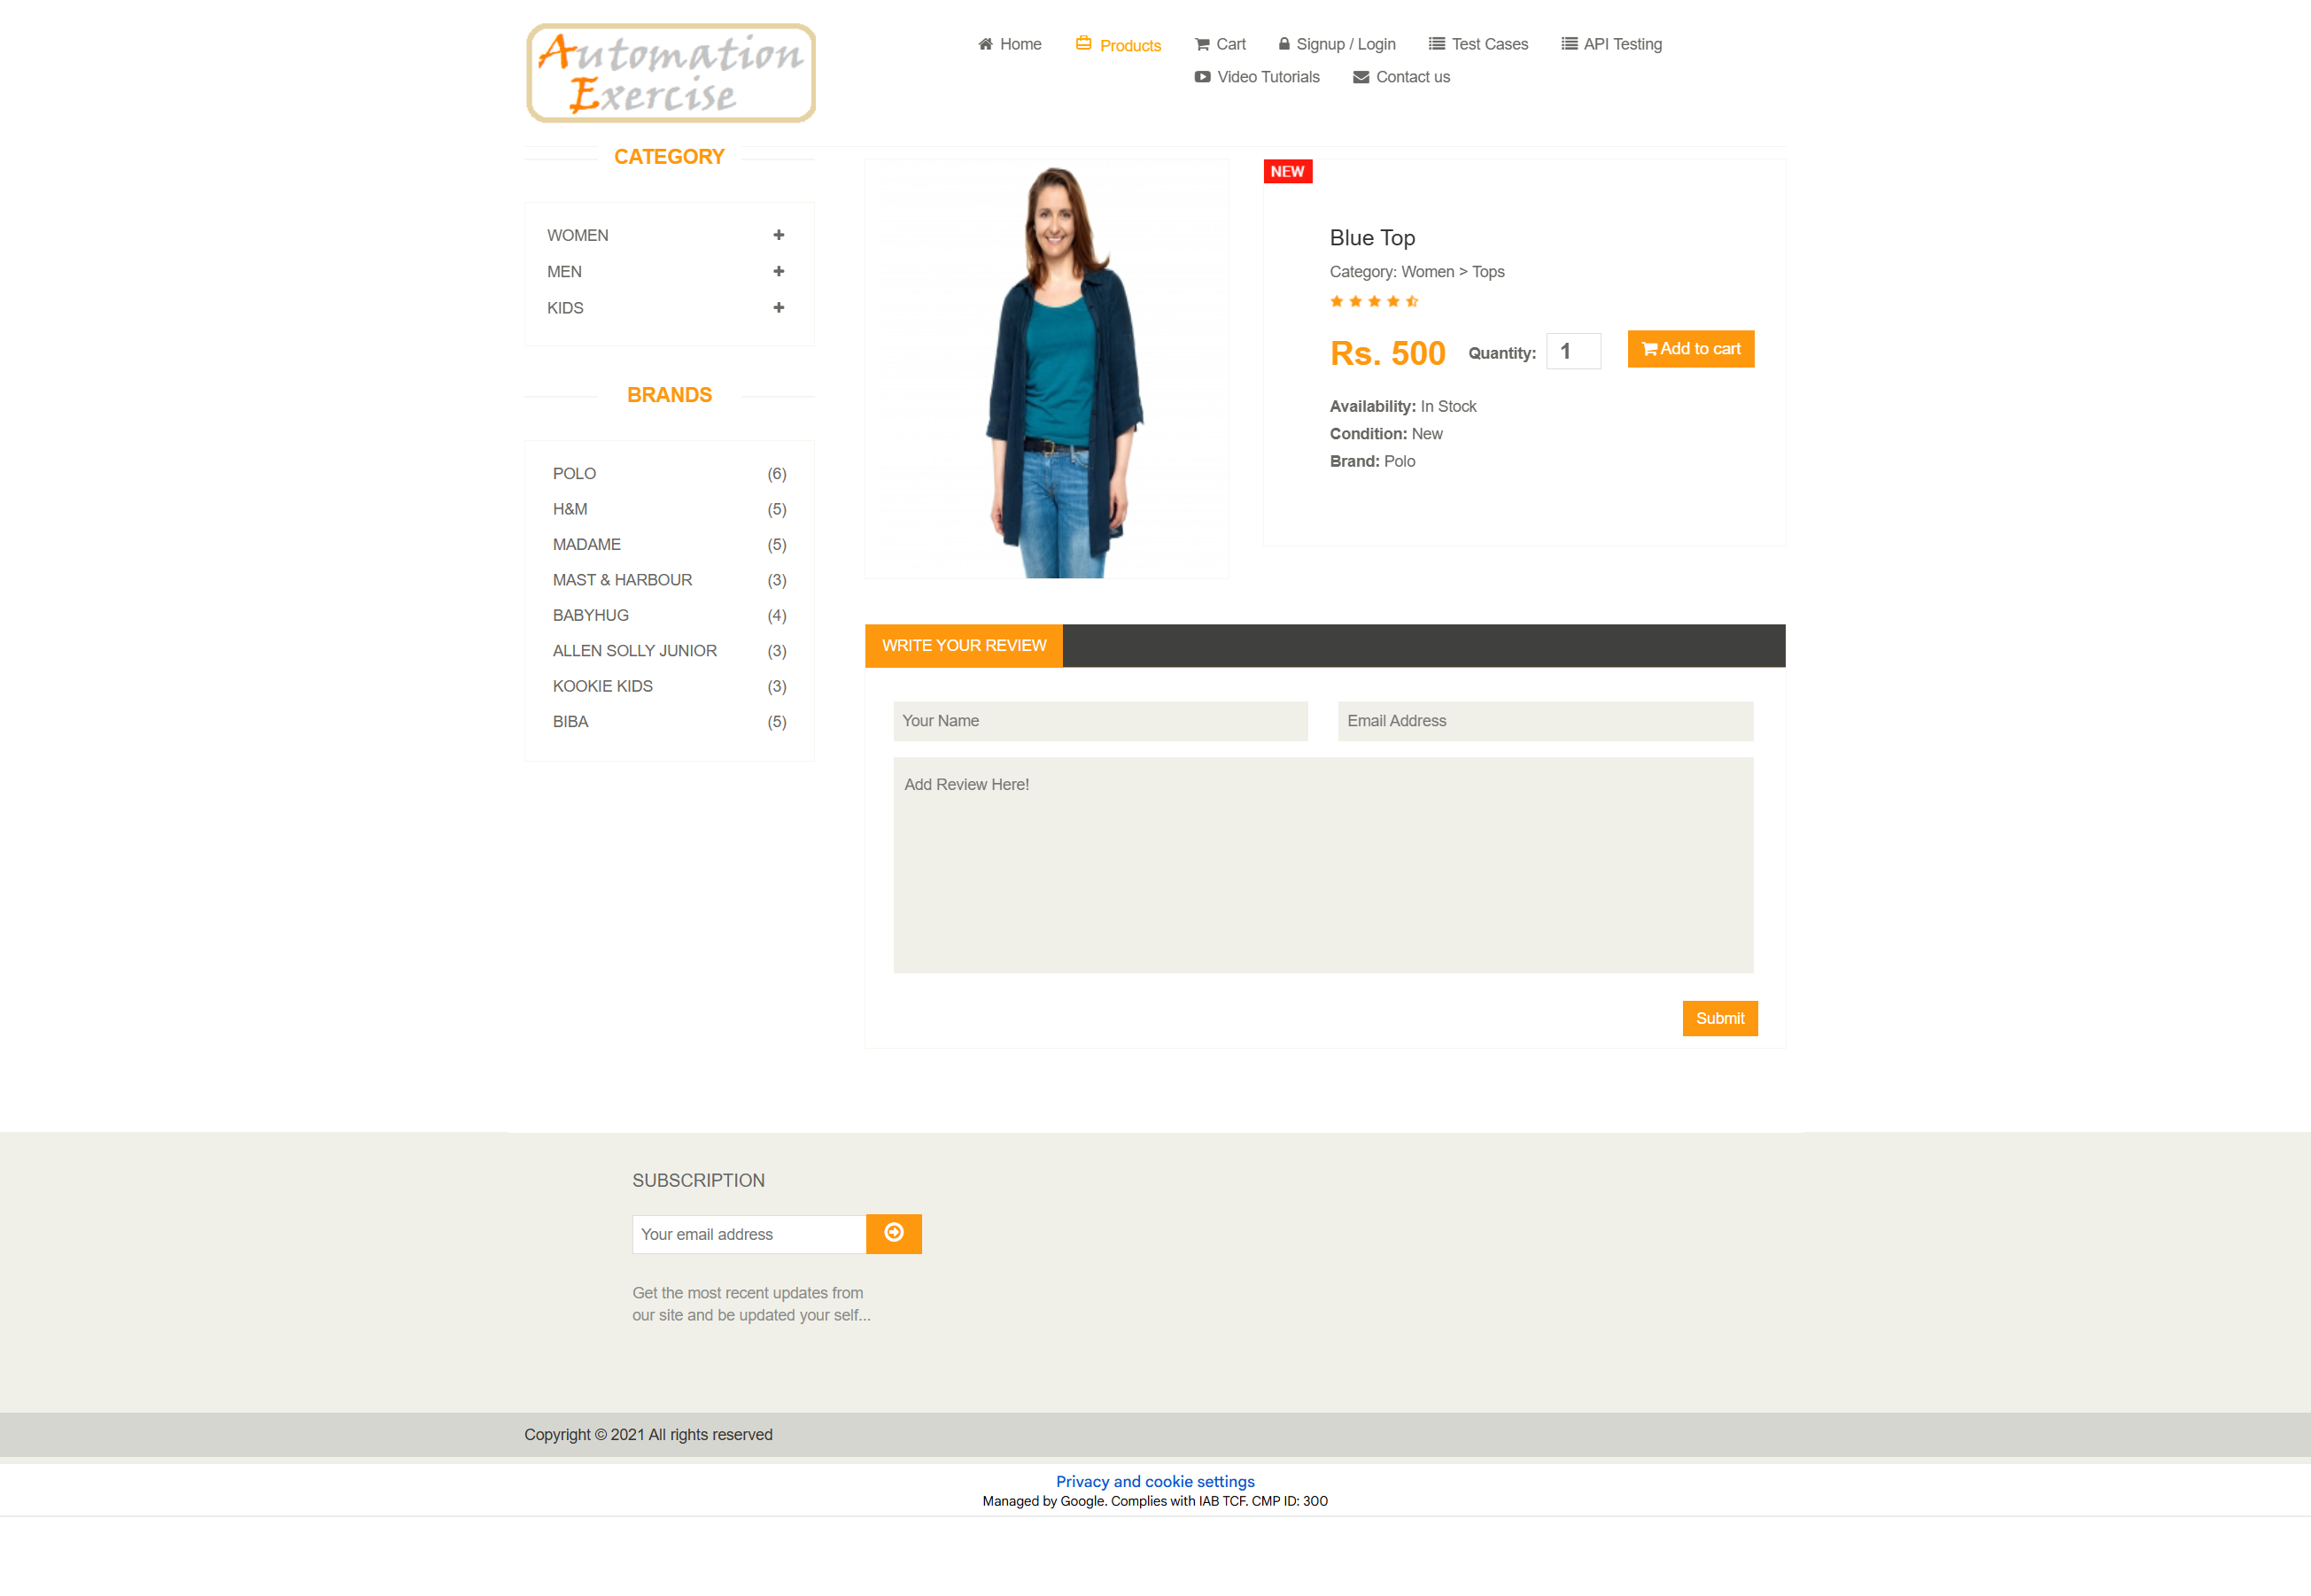 Automation
Exercise
Home
Products
Cart
Signup / Login
Test Cases
API Testing
Video Tutorials
Contact us
CATEGORY
WOMEN
MEN
KIDS
BRANDS
POLO (6)
H&M (5)
MADAME (5)
MAST & HARBOUR (3)
BABYHUG (4)
ALLEN SOLLY JUNIOR (3)
KOOKIE KIDS (3)
BIBA (5)
NEW
Blue Top
Category: Women > Tops
Rs. 500 Quantity: 1 Add to cart
Availability: In Stock
Condition: New
Brand: Polo
WRITE YOUR REVIEW
Your Name
Email Address
Add Review Here!
Submit
SUBSCRIPTION
Your email address
Get the most recent updates from
our site and be updated your self...
Copyright © 2021 All rights reserved
Privacy and cookie settings
Managed by Google. Complies with IAB TCF. CMP ID: 300